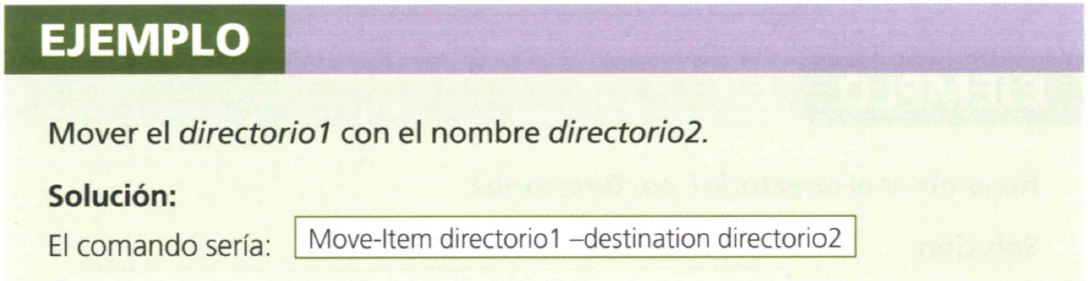 EJEMPLO
Mover el directorio1 con el nombre directorio2.
Solución:
El comando sería: Move-Item directorio1 –destination directorio2